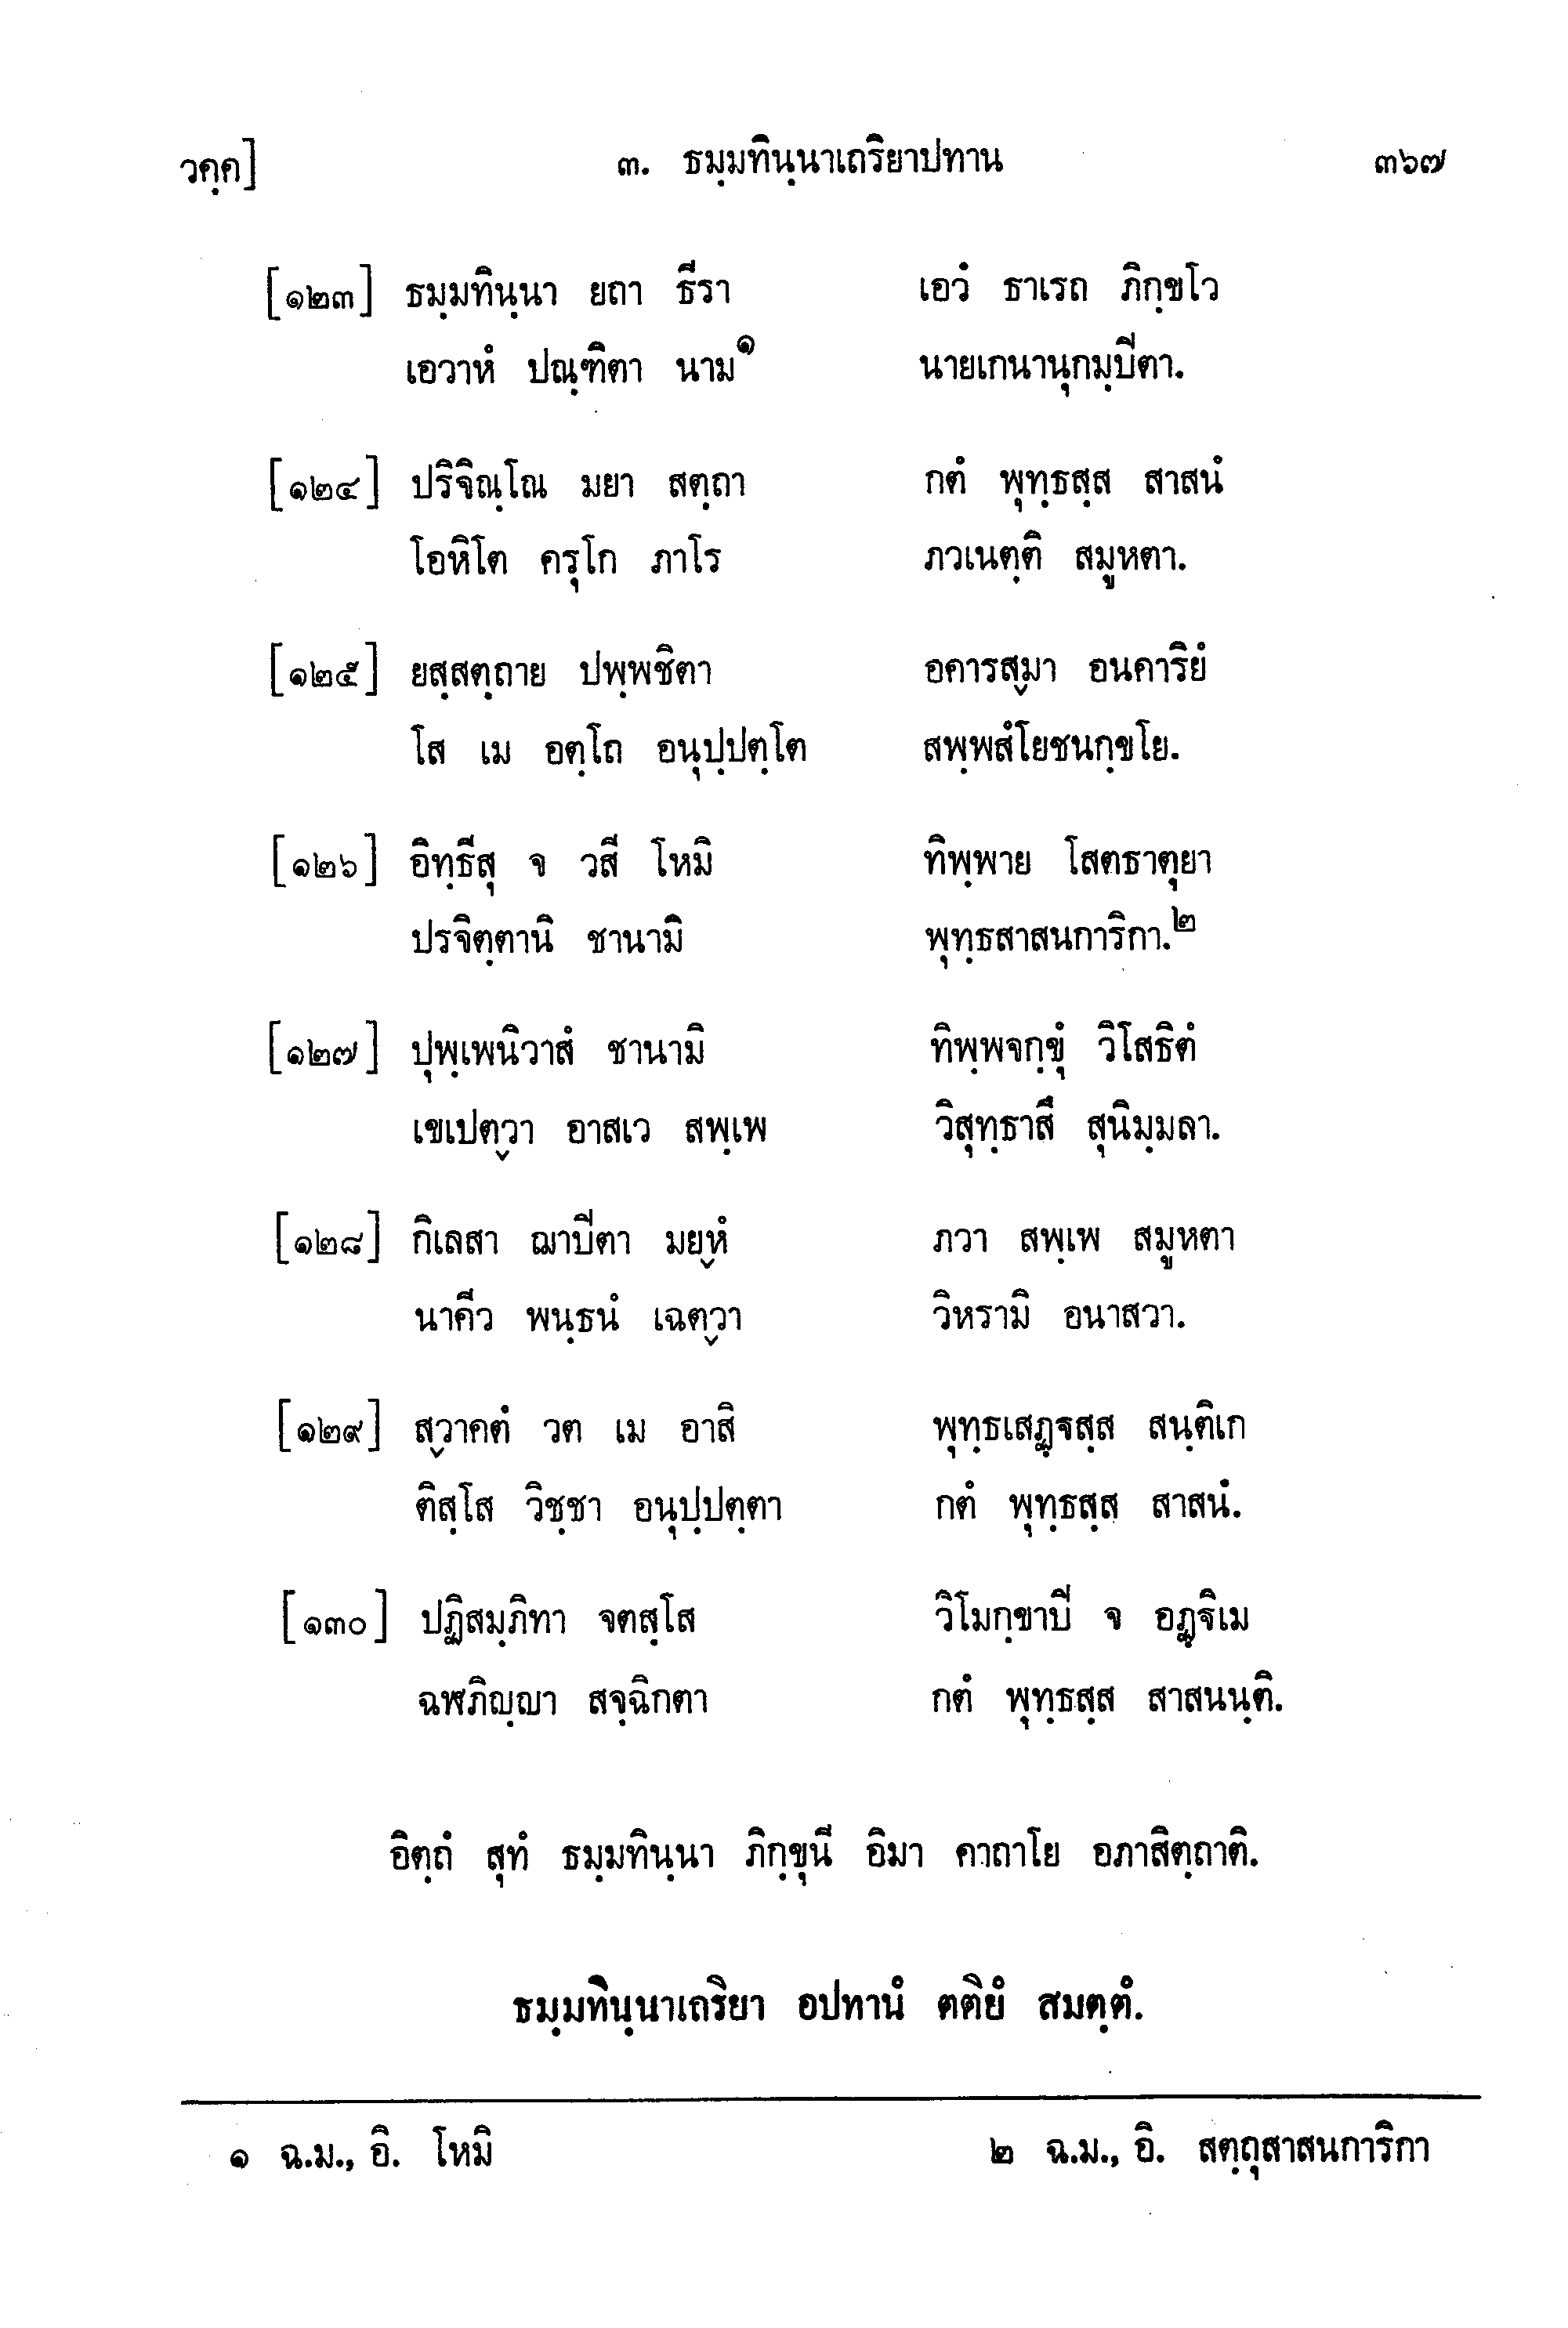 วคฺค] ๓. ธมฺมทินฺนาเถริยาปทาน ๓๖๗
[๑๒๓] ธมฺมทินฺนา ยถา ธีรา เอวํ ธาเรถ ภิกฺขโว
เอวาหํ ปณฺฑิตา นาม๑ นายเกนานุกมฺปีตา.
[๑๒๔] ปริจิณฺโณ มยา สตฺถา กตํ พุทฺธสฺส สาสนํ
โอหิโต ครุโก ภาโร ภวเนตฺติ สมูหตา.
[๑๒๕] ยสฺสตฺถาย ปพฺพชิตา อคารสฺมา อนคาริยํ
โส เม อตฺโถ อนุปฺปตฺโต สพฺพสํโยชนกฺขโย.
[๑๒๖] อิทฺธีสุ จ วสี โหมิ ทิพฺพาย โสตธาตุยา
ปรจิตฺตานิ ชานามิ พุทฺธสาสนการิกา.๒
[๑๒๗] ปุพฺเพนิวาสํ ชานามิ ทิพฺพจกฺขุํ วิโสธิตํ
เขเปตฺวา อาสเว สพฺเพ วิสุทฺธาสึ สุนิมฺมลา.
[๑๒๘] กิเลสา ฌาปีตา มยฺหํ ภวา สพฺเพ สมูหตา
นาคีว พนฺธนํ เฉตฺวา วิหรามิ อนาสวา.
[๑๒๙] สฺวาคตํ วต เม อาสิ พุทฺธเสฏฺฐสฺส สนฺติเก
ติสฺโส วิชฺชา อนุปฺปตฺตา กตํ พุทฺธสฺส สาสนํ.
[๑๓๐] ปฏิสมฺภิทา จตสฺโส วิโมกฺขาปี จ อฏฺฐิเม
ฉฬภิญฺญา สจฺฉิกตา กตํ พุทฺธสฺส สาสนนฺติ.
อิตฺถํ สุทํ ธมฺมทินฺนา ภิกฺขุนี อิมา คาถาโย อภาสิตฺถาติ.
ธมฺมทินฺนาเถริยา อปทานํ ตติยํ สมตฺตํ.
๑ ฉ.ม., อิ. โหมิ ๒ ฉ.ม., อิ. สตฺถุสาสนการิกา